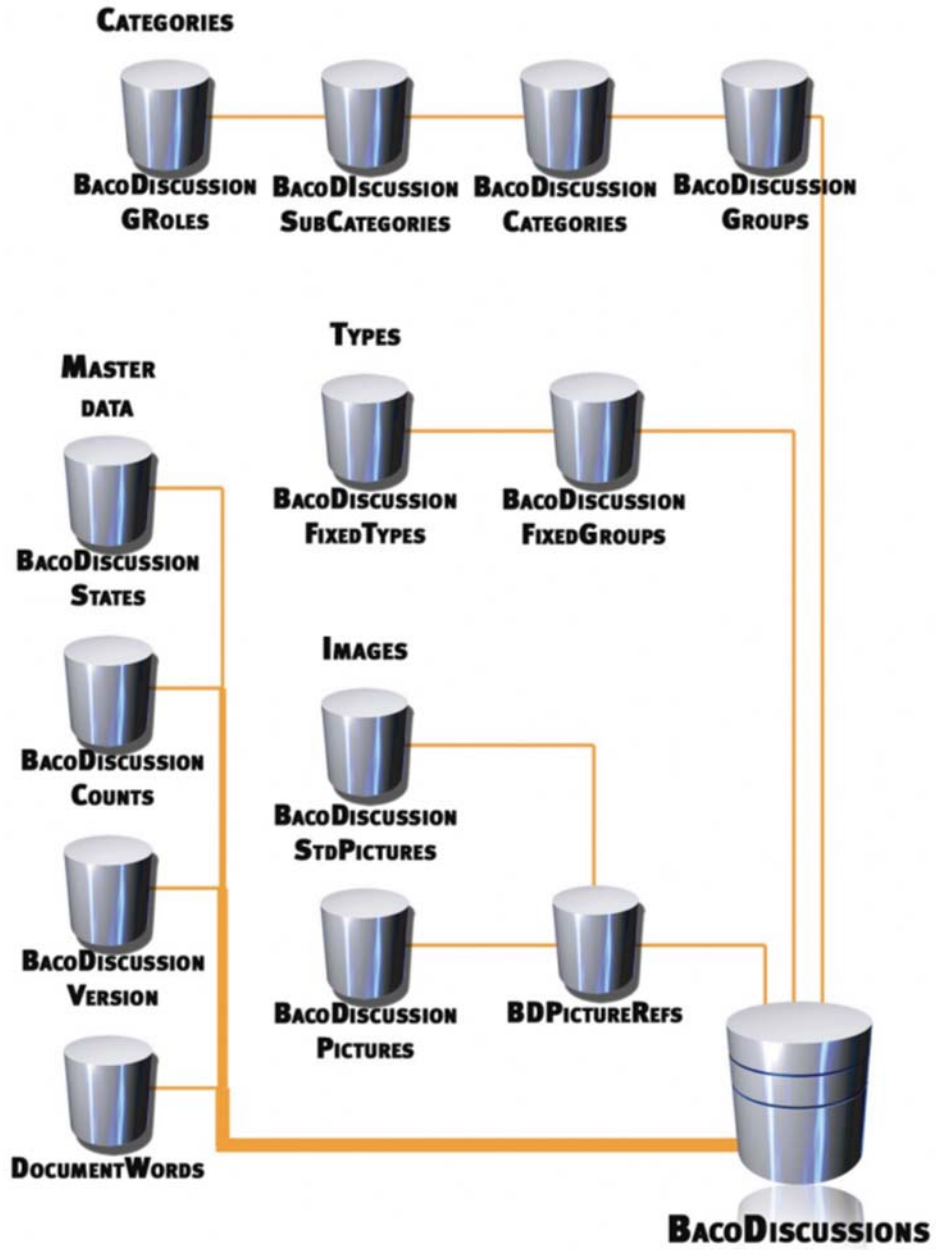 CATEGORIES
BACODISCUSSION GROLES
BACODISCUSSION SUBCATEGORIES
BACODISCUSSION CATEGORIES
BACODISCUSSION GROUPS
TYPES
MASTER
DATA
BACODISCUSSION
FIXEDTYPES
BACODISCUSSION
FIXEDGROUPS
BACODISCUSSION
STATES
IMAGES
BACODISCUSSION
COUNTS
BACODISCUSSION
STDPICTURES
BACODISCUSSION
VERSION
BACODISCUSSION
PICTURES
BDPICTUREREFS
DOCUMENTWORDS
BACODISCUSSIONS